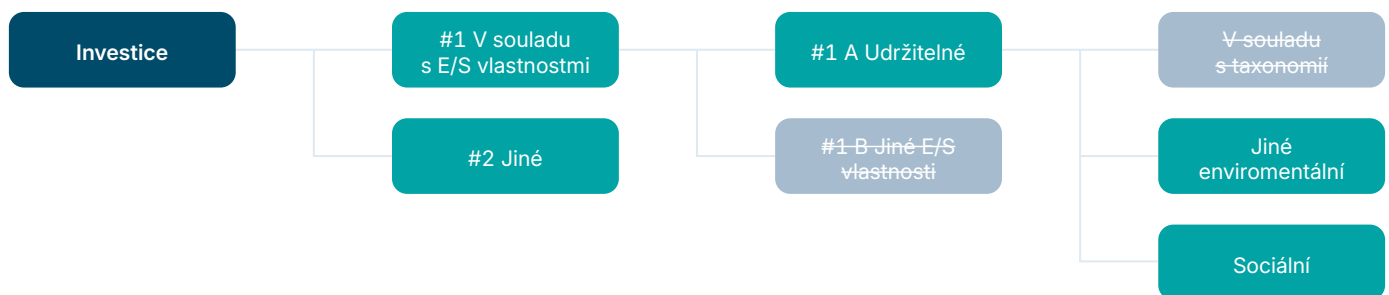 Investice
#1 V souladu
s E/S vlastnostmi
#1 A Udržitelné
V souladu
s taxonomií
#2 Jiné
#1 B Jiné E/S
vlastnosti
Jiné
enviromentální
Sociální